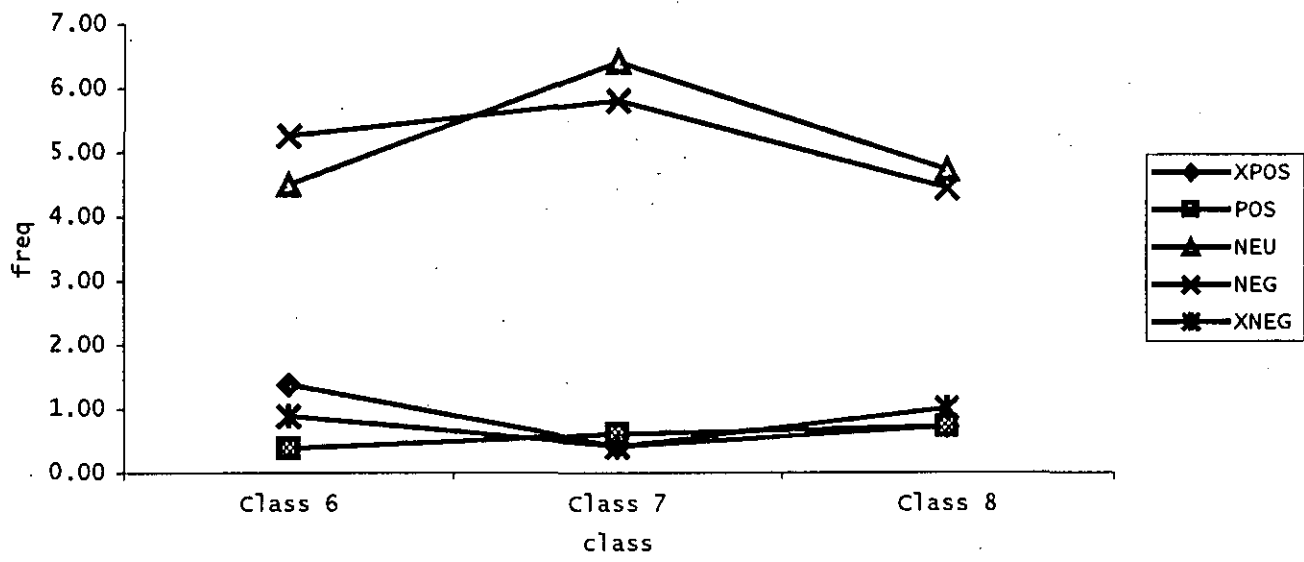 7.00
6.00
5.00
4.00
3.00
2.00
1.00
0.00
freq
Class 6
Class 7
Class 8
class
XPOS
POS
NEU
NEG
XNEG